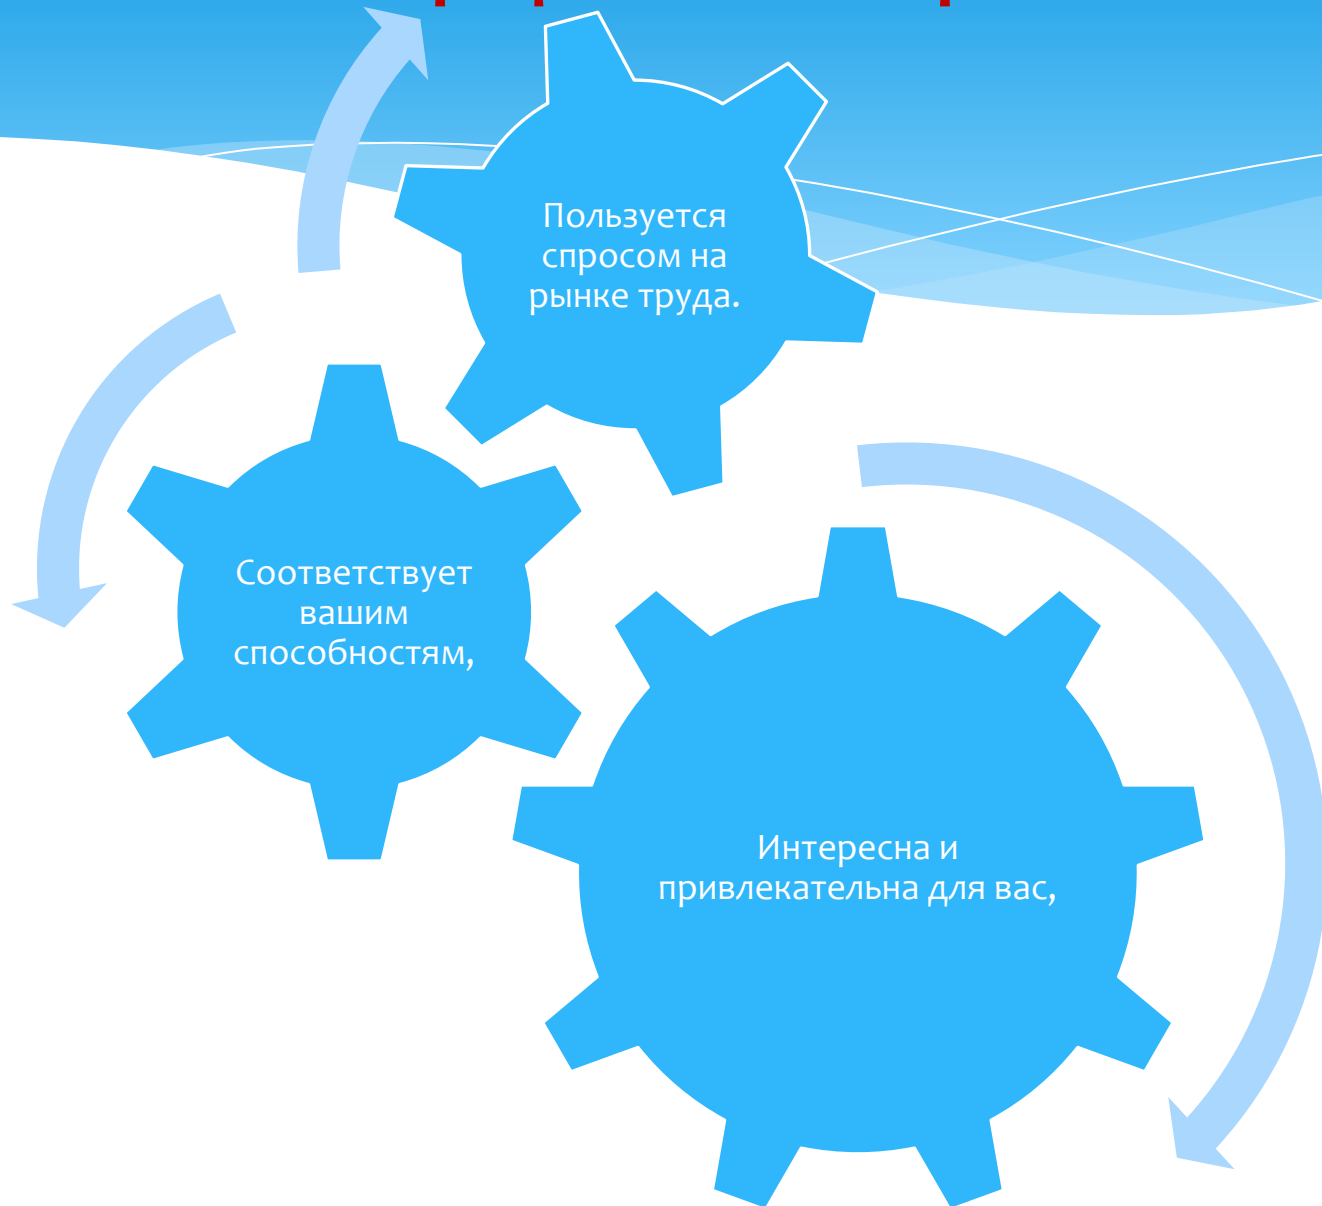 Пользуется
спросом на
рынке труда.
Соответствует
вашим
способностям,
Интересна и
привлекательна для вас,